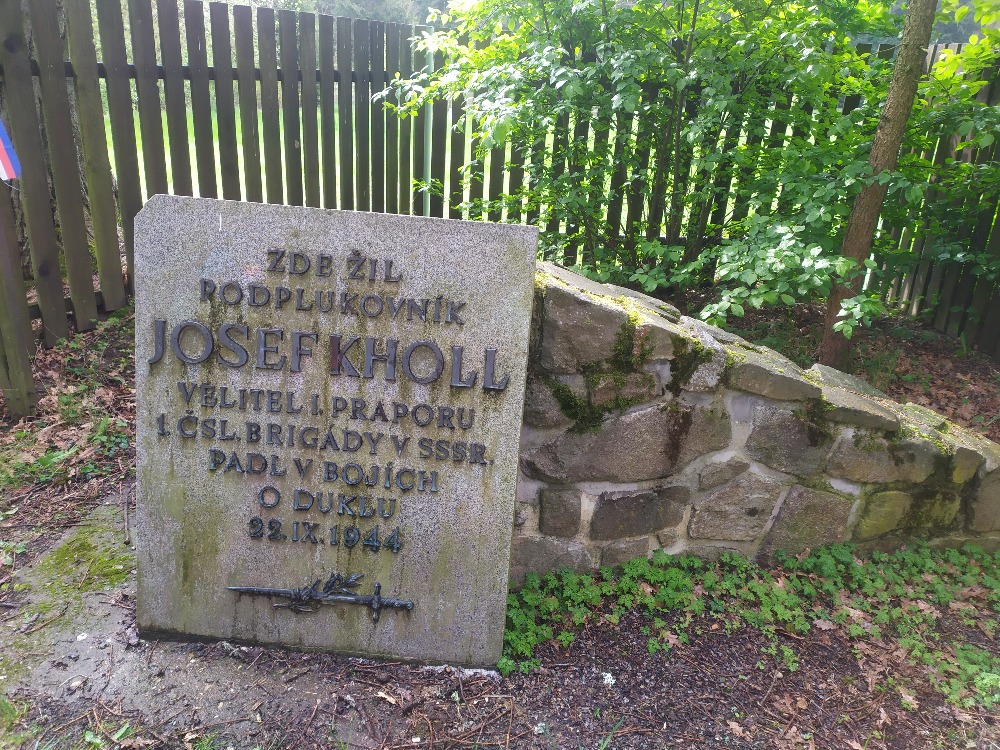 ZDE ŽIL
PODPLUKOVNÍK
JOSEF KHOLL
VELITEL I. PRAPORU
1. ČSL. BRIGÁDY V SSSR.
PADL V BOJÍCH
O DUKLU
22.IX. 1944